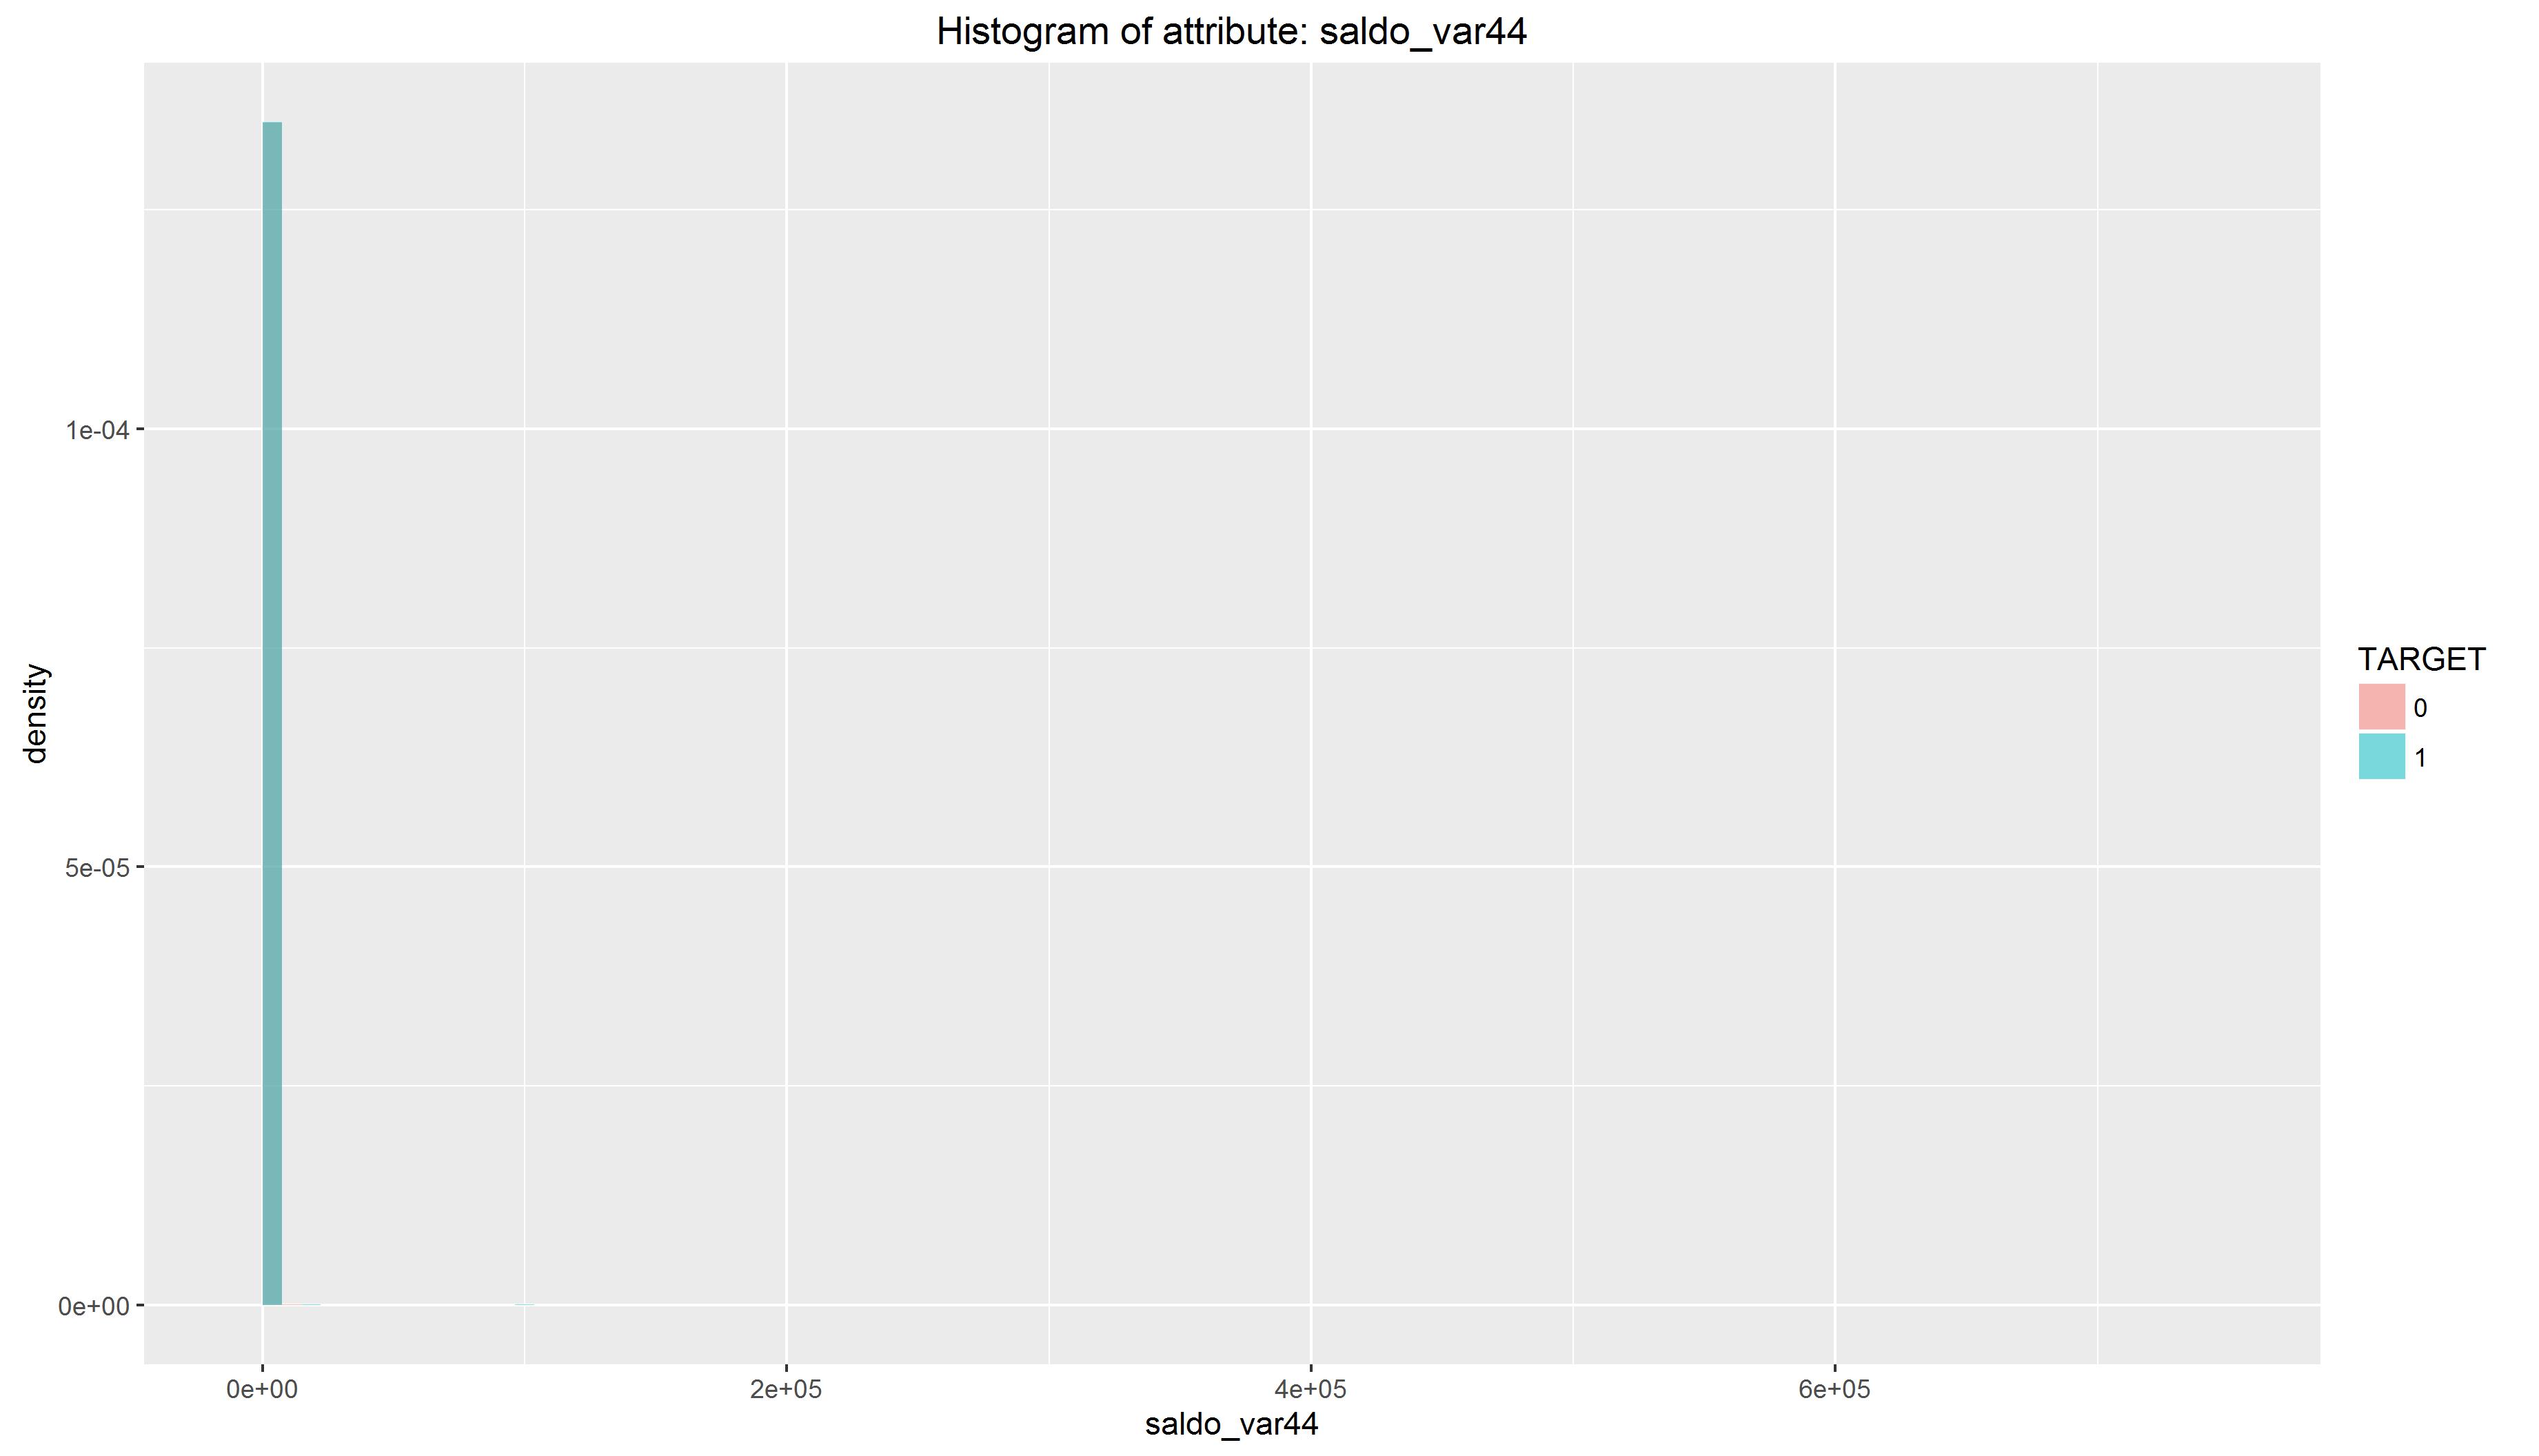 Histogram of attribute: saldo_var44
density
1e-04
5e-05
0e+00
0e+00 2e+05 4e+05 6e+05
saldo_var44
TARGET
0
1